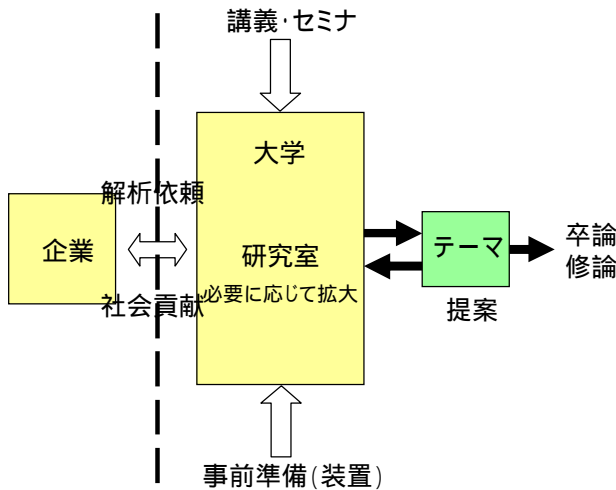 講義・セミナ
大学
解析依頼
企業
研究室
必要に応じて拡大
社会貢献
テーマ
提案
卒論
修論
事前準備(装置)